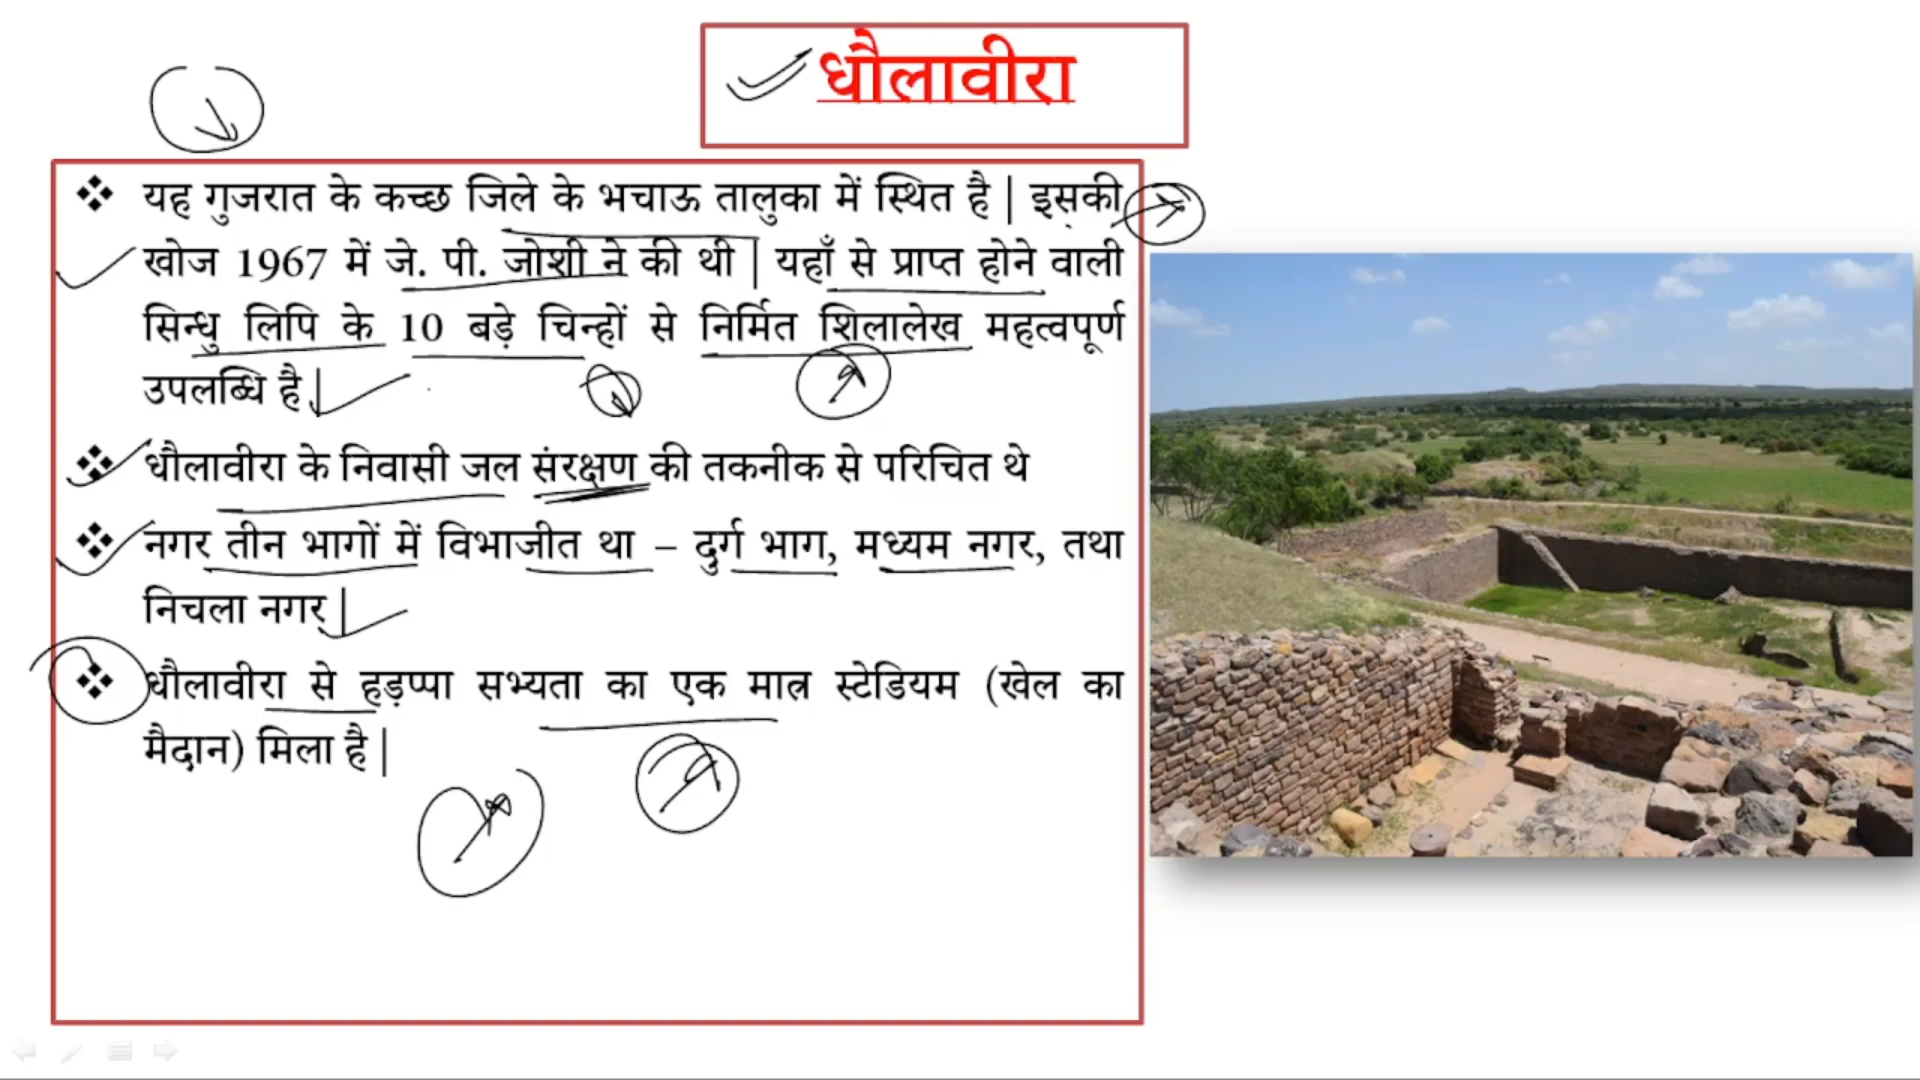 धौलावीरा
यह गुजरात के कच्छ जिले के भचाऊ तालुका में स्थित है | इसकी
खोज 1967 में जे. पी. जोशी ने की थी | यहाँ से प्राप्त होने वाली
सिन्धु लिपि के 10 बड़े चिन्हों से निर्मित शिलालेख महत्वपूर्ण
उपलब्धि है |
धौलावीरा के निवासी जल संरक्षण की तकनीक से परिचित थे
नगर तीन भागों में विभाजीत था – दुर्ग भाग, मध्यम नगर, तथा
निचला नगर |
धौलावीरा से हड़प्पा सभ्यता का एक मात्र स्टेडियम (खेल का
मैदान) मिला है |